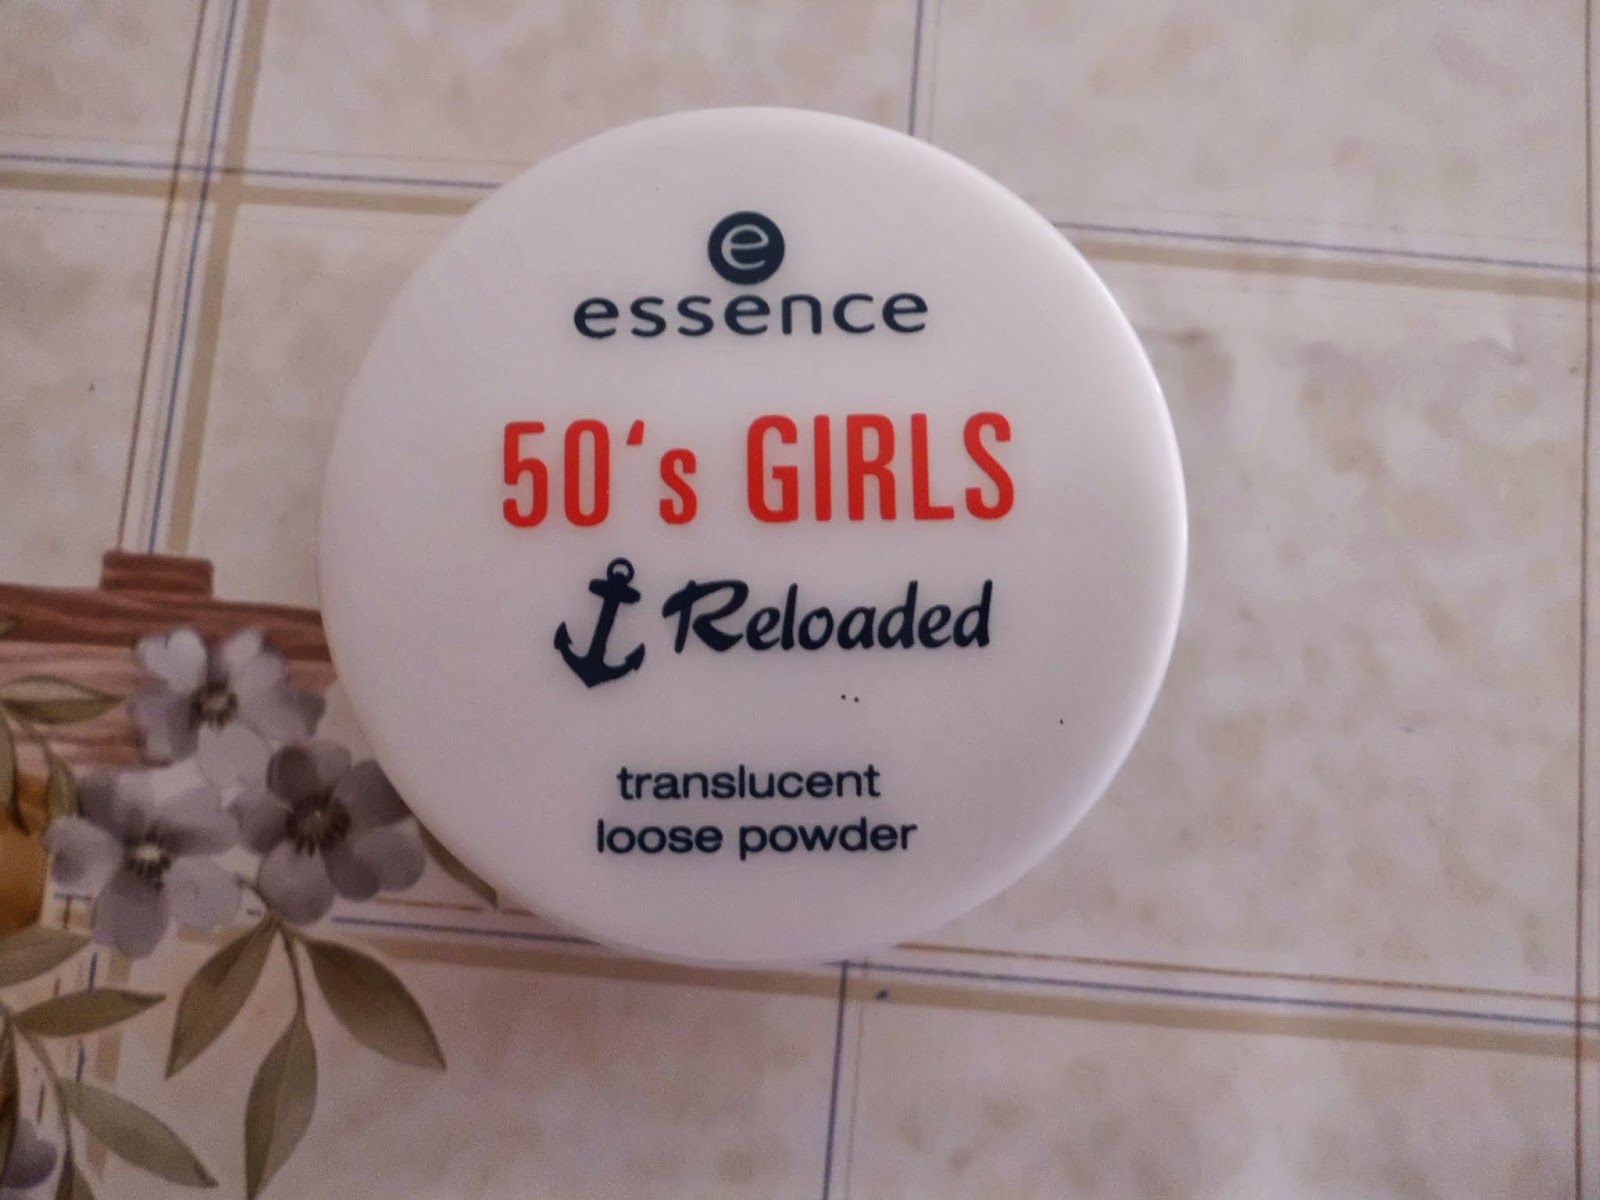 e
essence
50‘s GIRLS
Reloaded
translucent
loose powder